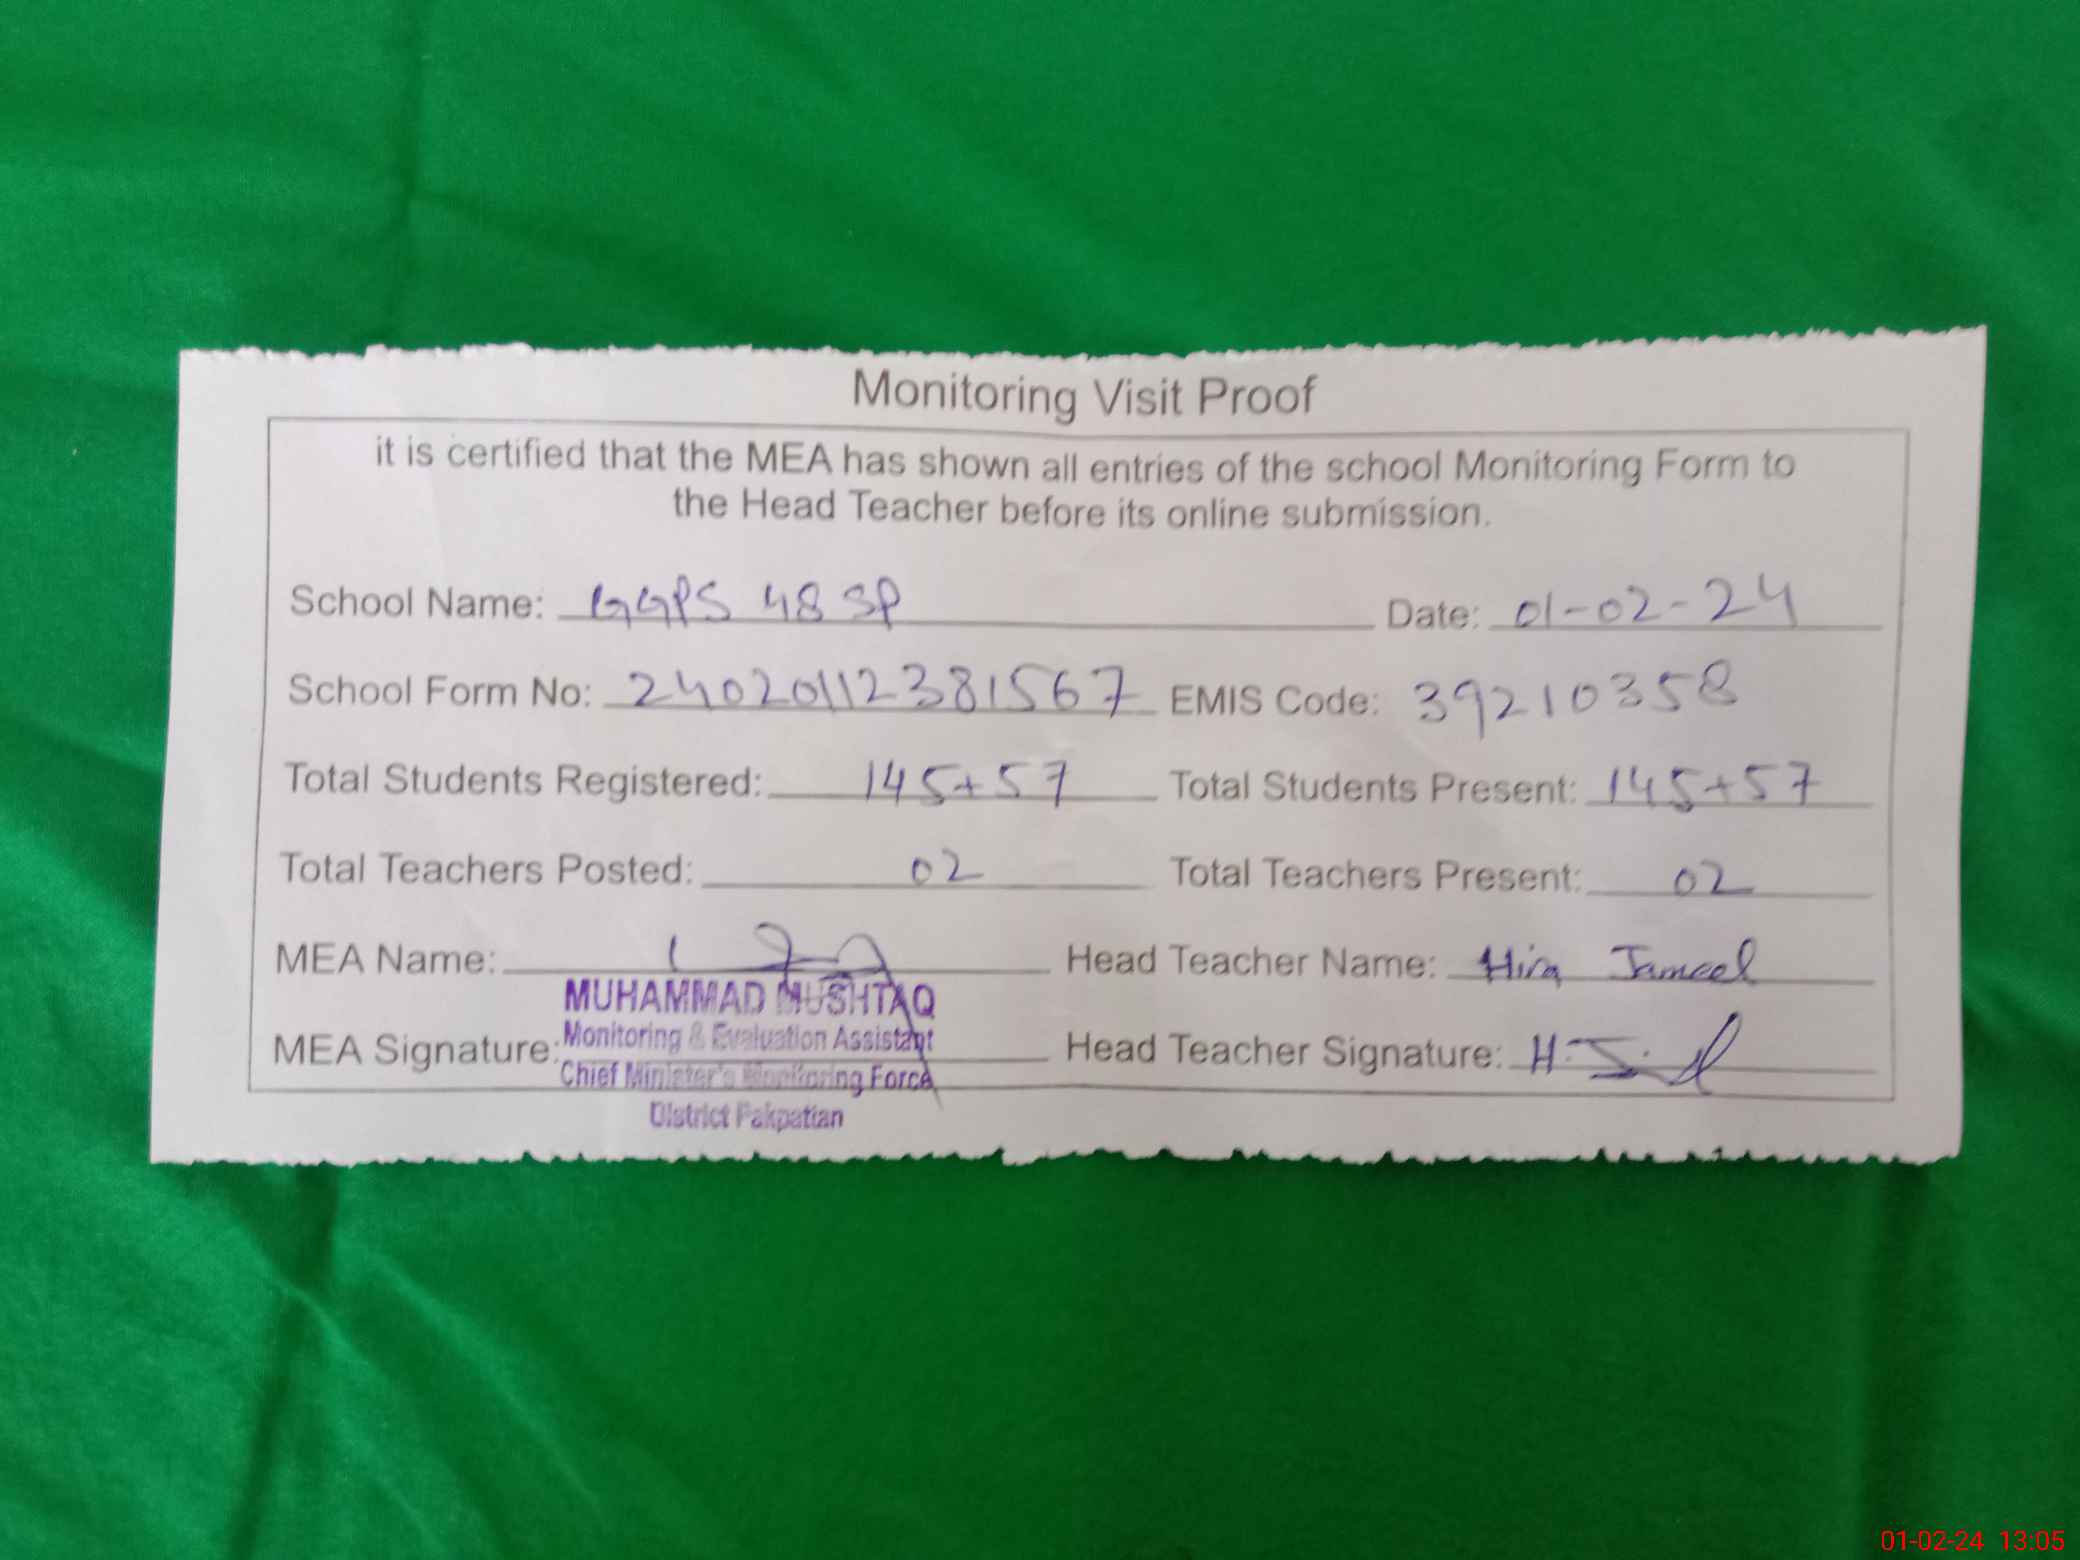 Monitoring Visit Proof
it is certified that the MEA has shown all entries of the school Monitoring Form to
the Head Teacher before its online submission.
School Name: GGPS 48 SP Date: 01-02-24
School Form No: 24020112381567 EMIS Code: 39210358
Total Students Registered: 145+57 Total Students Present: 145+57
Total Teachers Posted: 02 Total Teachers Present: 02
MEA Name: Head Teacher Name: Hira Jameel
MUHAMMAD MUSHTAQ
Monitoring & Evaluation Assistant
MEA Signature: Head Teacher Signature:
Chief Minister's Monitoring Force
District Pakpattan
01-02-24 13:05